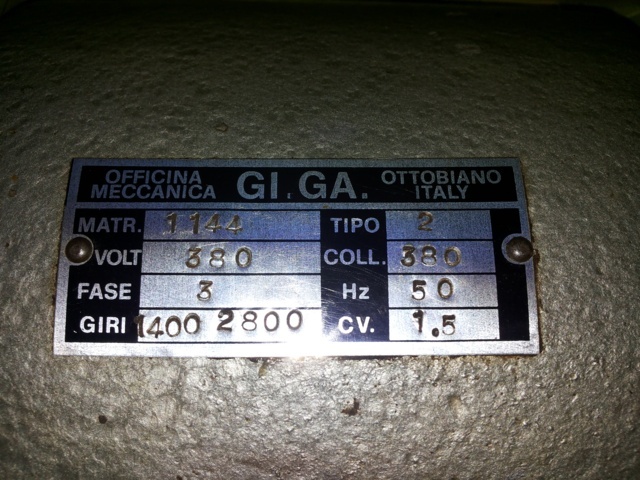 OFFICINA MECCANICA GI.GA. OTTOBIANO ITALY
MATR. 1144 TIPO 2
VOLT 380 COLL. 380
FASE 3 Hz 50
GIRI 1400 2800 CV. 1.5